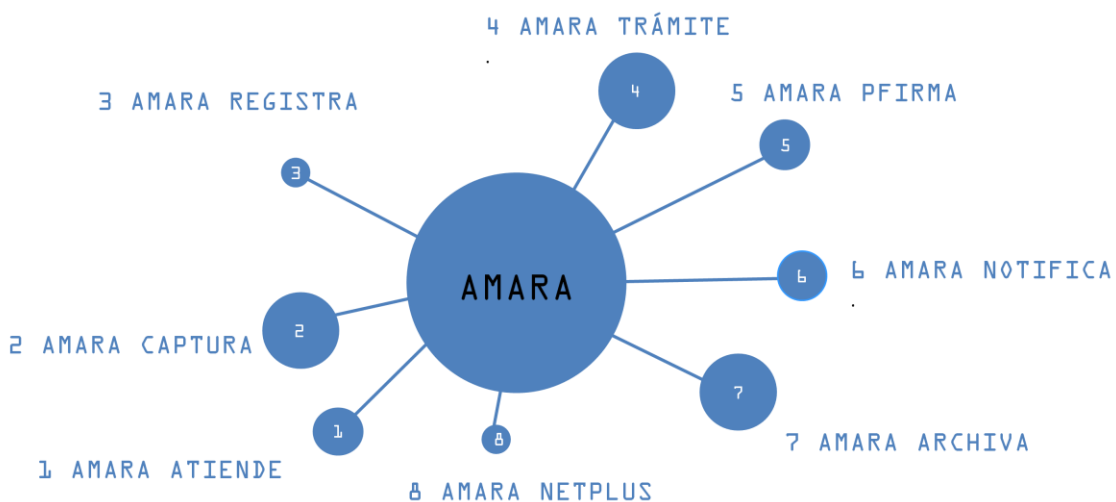 4 AMARA TRÁMITE
.
4
5 AMARA PFIRMA
3 AMARA REGISTRA
5
3
AMARA
6
6 AMARA NOTIFICA
.
2
2 AMARA CAPTURA
7
1
8
7 AMARA ARCHIVA
1 AMARA ATIENDE
8 AMARA NETPLUS